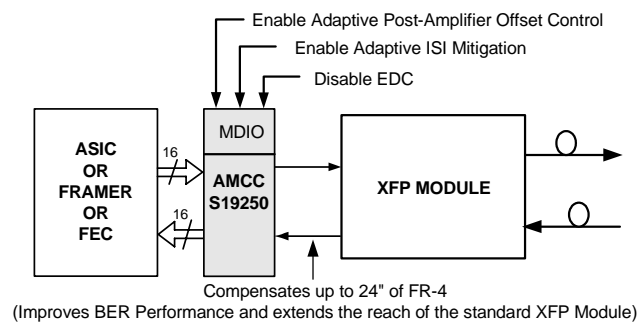 Enable Adaptive Post-Amplifier Offset Control
Enable Adaptive ISI Mitigation
Disable EDC
MDIO
ASIC
OR
FRAMER
OR
FEC
16
16
AMCC
S19250
XFP MODULE
Compensates up to 24" of FR-4
(Improves BER Performance and extends the reach of the standard XFP Module)